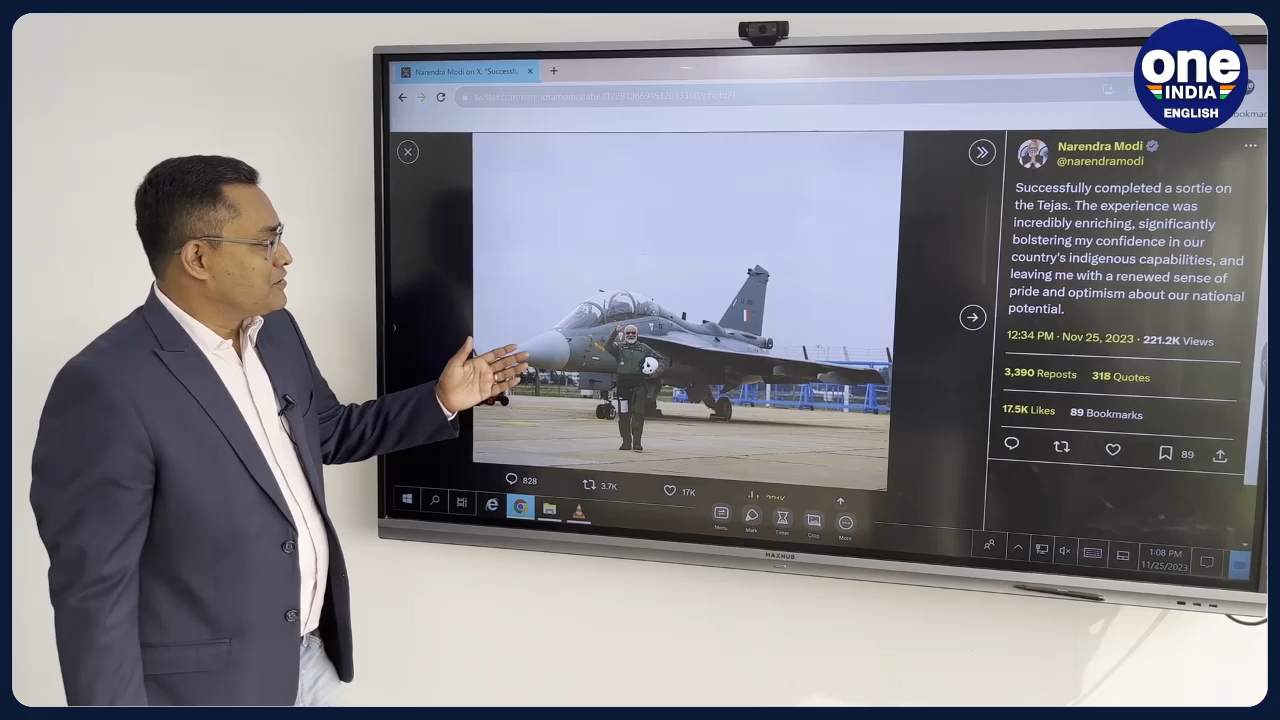 one
INDIA
ENGLISH
Narendra Modi on X: "Successfu
Narendra Modi
@narendramodi
Successfully completed a sortie on
the Tejas. The experience was
incredibly enriching, significantly
bolstering my confidence in our
country's indigenous capabilities, and
leaving me with a renewed sense of
pride and optimism about our national
potential.
12:34 PM · Nov 25, 2023 · 221.2K Views
3,390 Reposts 318 Quotes
17.5K Likes 89 Bookmarks
89
828
3.7K
17K
221K
Menu
Mark
Timer
Crop
More
1:08 PM
11/25/2023
MAXHUB